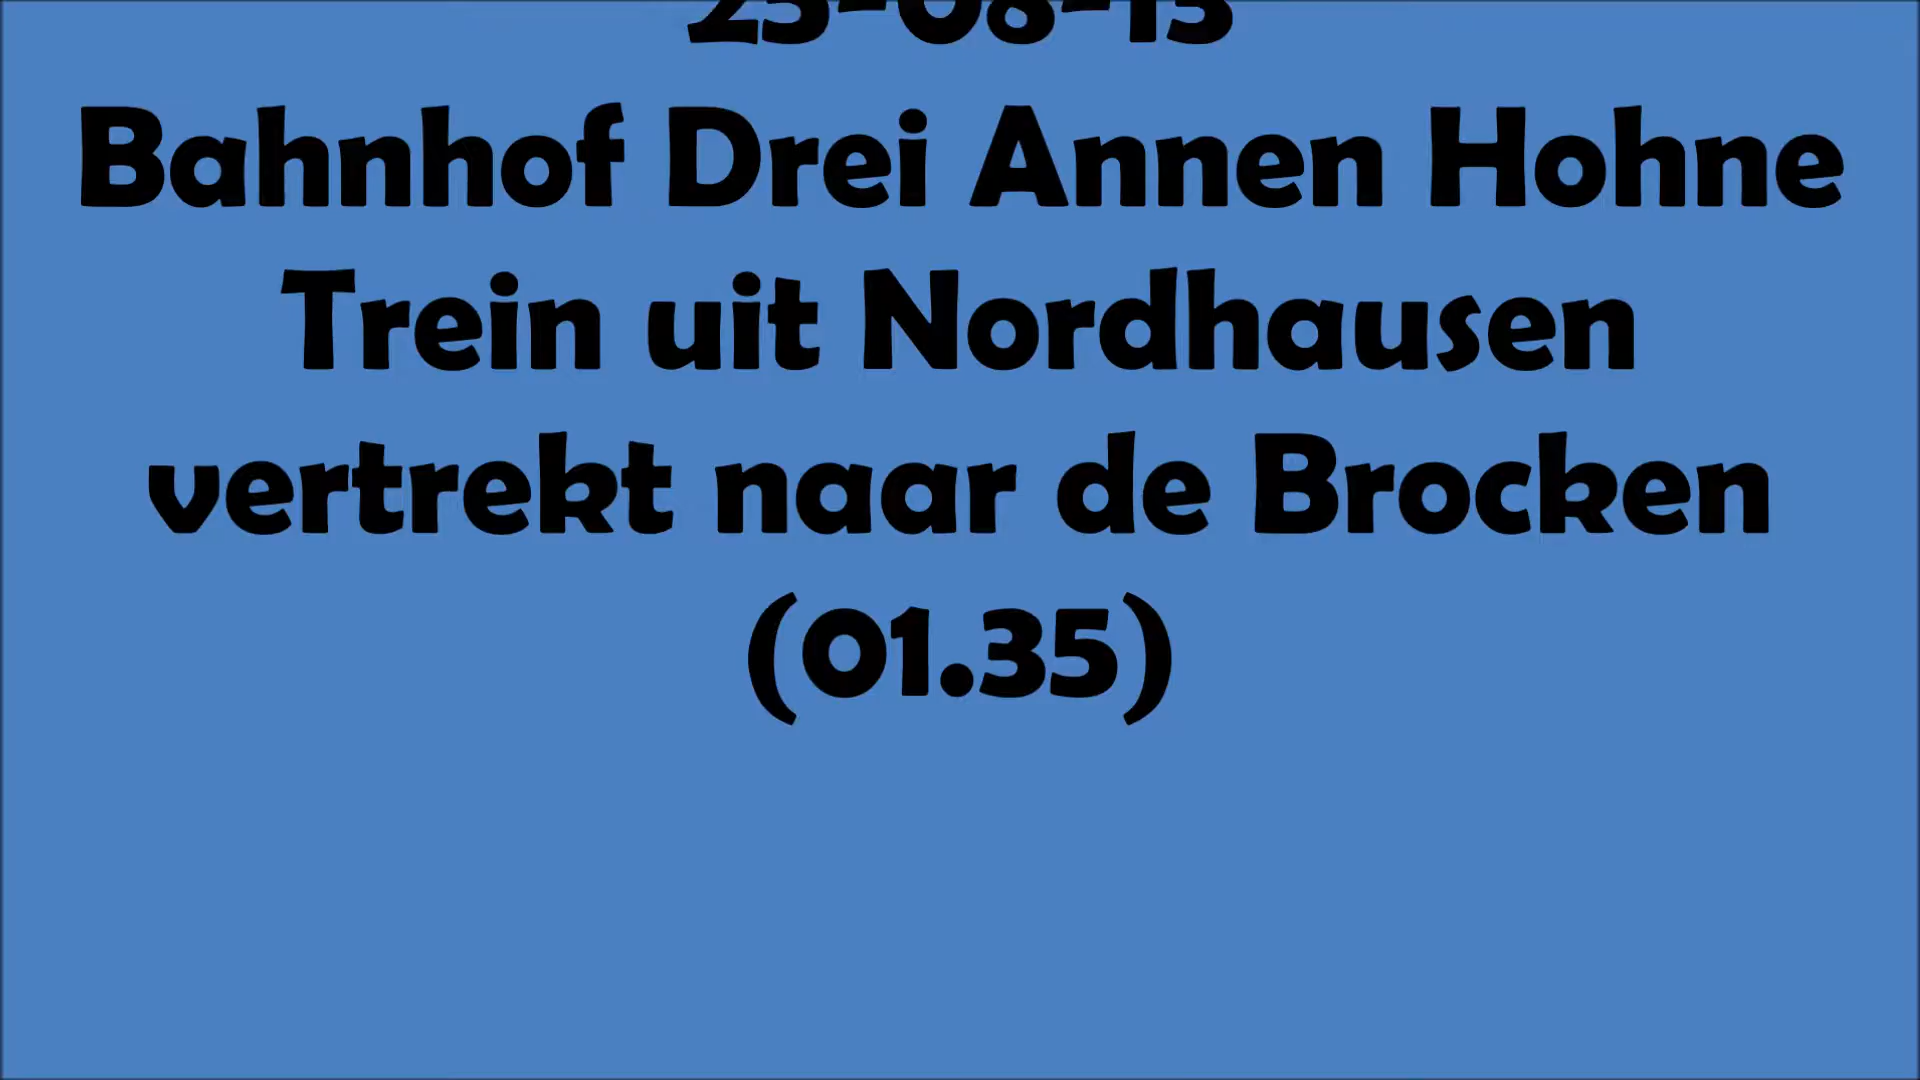 Bahnhof Drei Annen Hohne
Trein uit Nordhausen
vertrekt naar de Brocken
(01.35)